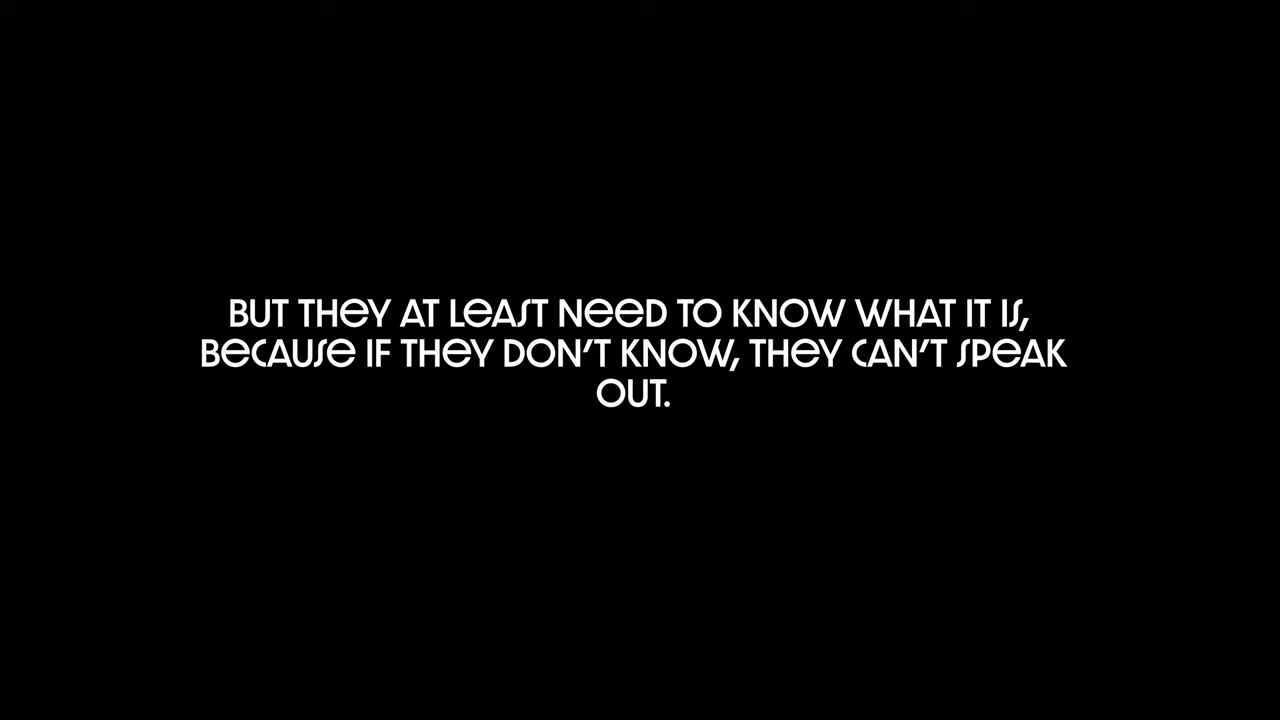 BUT THEY AT LEAST NEED TO KNOW WHAT IT IS,
BECAUSE IF THEY DON'T KNOW, THEY CAN'T SPEAK
OUT.